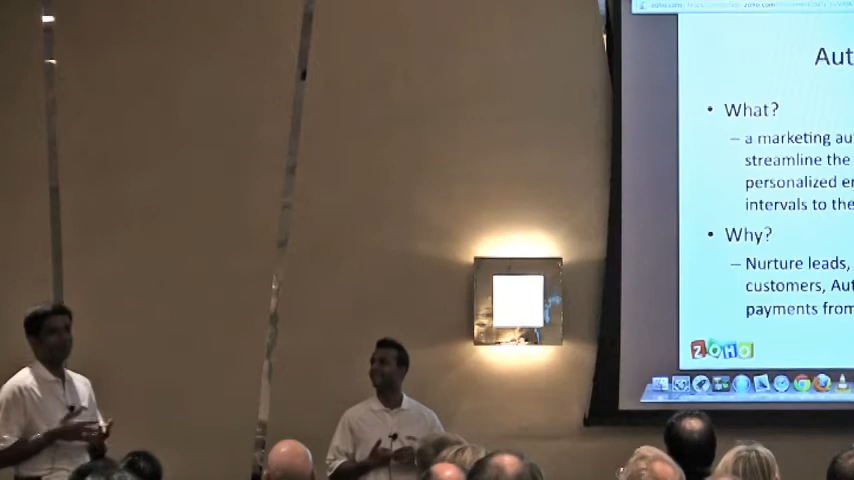 Aut
• What?
– a marketing au
streamline the
personalized e
intervals to the
• Why?
– Nurture leads,
customers, Aut
payments from
ZOHO